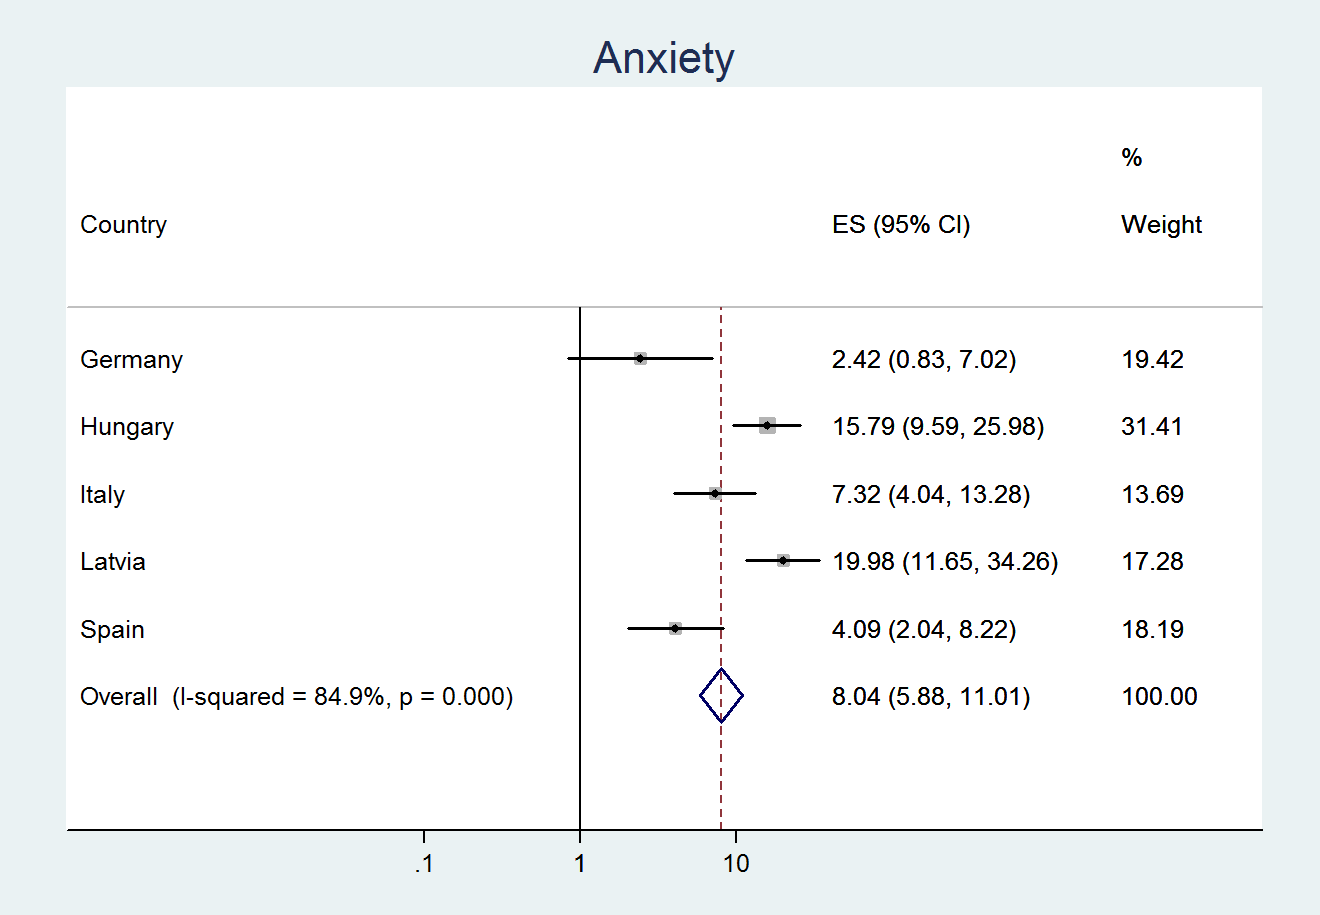 Anxiety
%
Country ES (95% CI) Weight
Germany 2.42 (0.83, 7.02) 19.42
Hungary 15.79 (9.59, 25.98) 31.41
Italy 7.32 (4.04, 13.28) 13.69
Latvia 19.98 (11.65, 34.26) 17.28
Spain 4.09 (2.04, 8.22) 18.19
Overall (I-squared = 84.9%, p = 0.000) 8.04 (5.88, 11.01) 100.00
.1 1 10